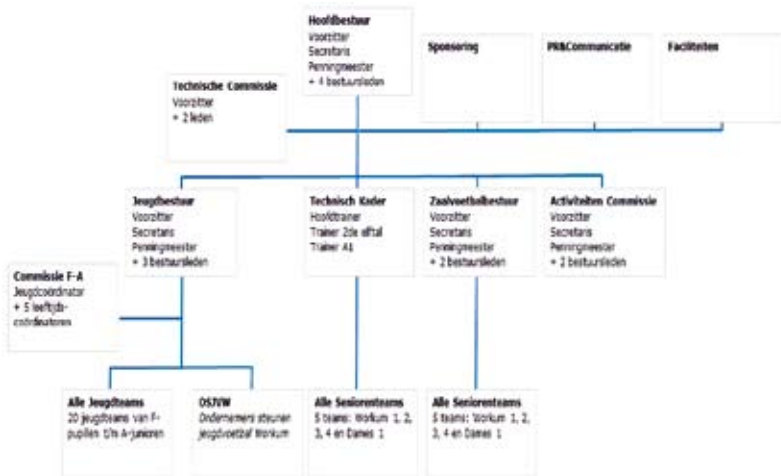 Hoofdbestuur
Voorzitter
Secretaris
Penningmeester
+ 4 bestuursleden
Sponsoring
PR&Communicatie
Faciliteiten
Technische Commissie
Voorzitter
+ 2 leden
Jeugdbestuur
Voorzitter
Secretaris
Penningmeester
+ 3 bestuursleden
Technisch Kader
Hoofdtrainer
Trainer 2de elftal
Trainer A1
Zaalvoetbalbestuur
Voorzitter
Secretaris
Penningmeester
+ 2 bestuursleden
Activiteiten Commissie
Voorzitter
Secretaris
Penningmeester
+ 2 bestuursleden
Commissie F-A
Jeugdcoördinator
+ 5 leeftijds-
coördinatoren
Alle Jeugdteams
20 jeugdteams van F-
pupillen t/m A-junioren
OSJVW
Ondernemers steunen
jeugdvoetbal Workum
Alle Seniorenteams
5 teams: Workum 1, 2,
3, 4 en Dames 1
Alle Seniorenteams
5 teams: Workum 1, 2,
3, 4 en Dames 1